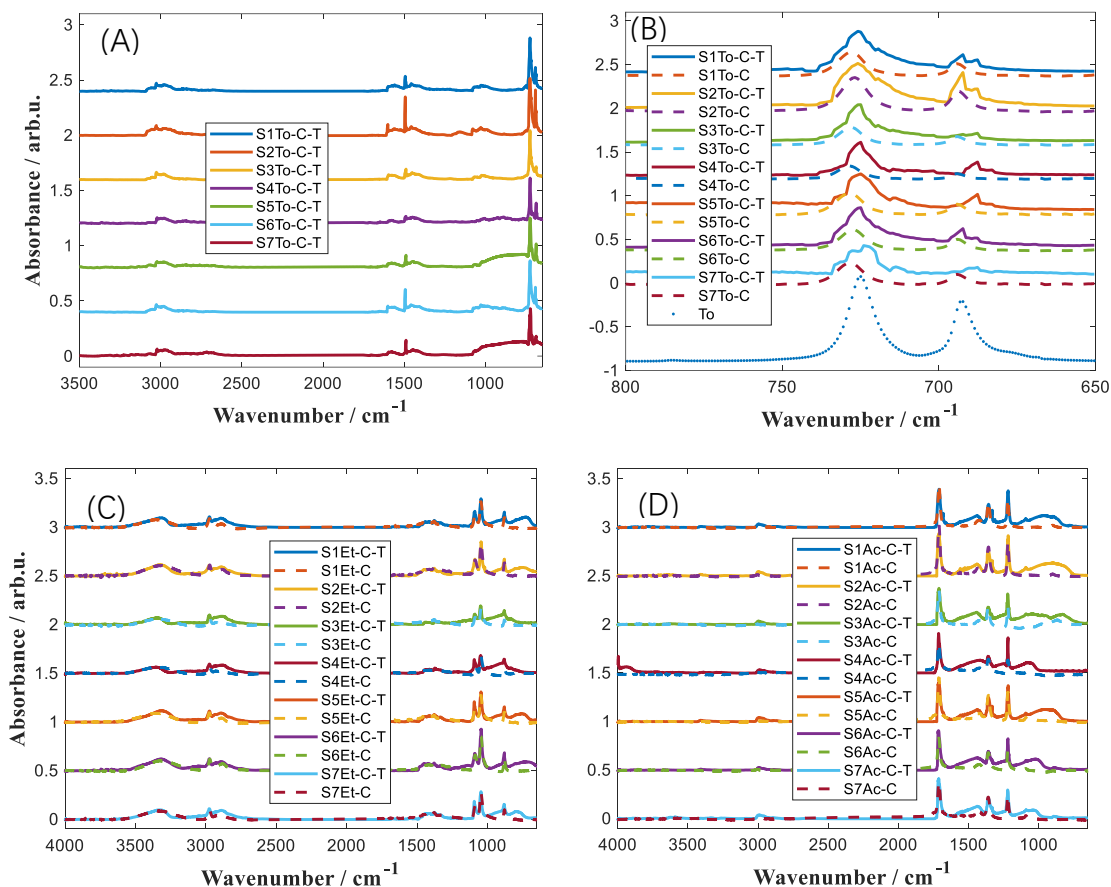 (A)
Absorbance / arb.u.
3
2.5
2
1.5
1
0.5
0
S1To-C-T
S2To-C-T
S3To-C-T
S4To-C-T
S5To-C-T
S6To-C-T
S7To-C-T
3500 3000 2500 2000 1500 1000
Wavenumber / cm⁻¹
(B)
3
2.5
2
1.5
1
0.5
0
-0.5
-1
S1To-C-T
S1To-C
S2To-C-T
S2To-C
S3To-C-T
S3To-C
S4To-C-T
S4To-C
S5To-C-T
S5To-C
S6To-C-T
S6To-C
S7To-C-T
S7To-C
To
800 750 700 650
Wavenumber / cm⁻¹
(C)
Absorbance / arb.u.
3.5
3
2.5
2
1.5
1
0.5
0
S1Et-C-T
S1Et-C
S2Et-C-T
S2Et-C
S3Et-C-T
S3Et-C
S4Et-C-T
S4Et-C
S5Et-C-T
S5Et-C
S6Et-C-T
S6Et-C
S7Et-C-T
S7Et-C
4000 3500 3000 2500 2000 1500 1000
Wavenumber / cm⁻¹
(D)
3.5
3
2.5
2
1.5
1
0.5
0
S1Ac-C-T
S1Ac-C
S2Ac-C-T
S2Ac-C
S3Ac-C-T
S3Ac-C
S4Ac-C-T
S4Ac-C
S5Ac-C-T
S5Ac-C
S6Ac-C-T
S6Ac-C
S7Ac-C-T
S7Ac-C
4000 3500 3000 2500 2000 1500 1000
Wavenumber / cm⁻¹